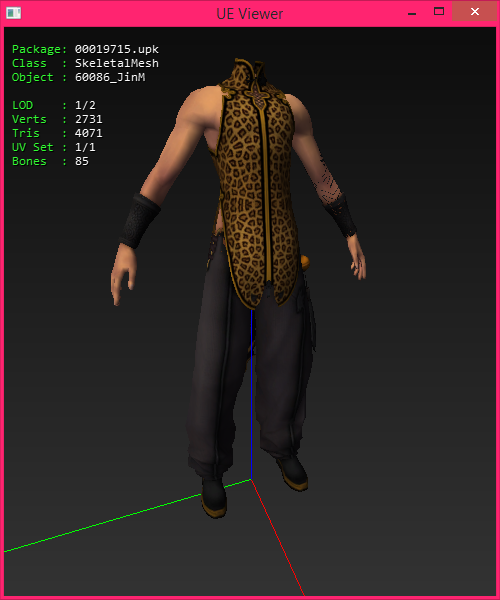 UE Viewer
Package: 00019715.upk
Class : SkeletalMesh
Object : 60086_JinM
LOD : 1/2
Verts : 2731
Tris : 4071
UV Set : 1/1
Bones : 85